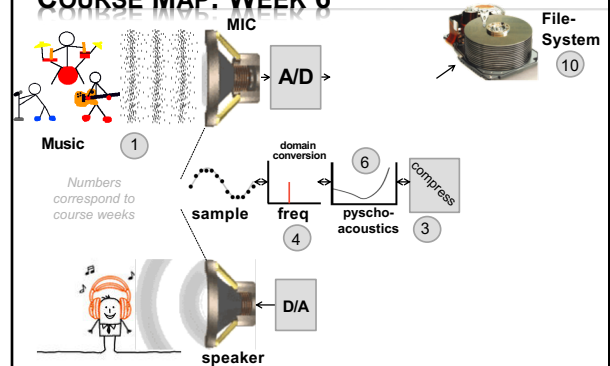 COURSE MAP: WEEK 6
MIC
File-
System
10
A/D
Music
1
domain
conversion
6
compress
Numbers
correspond to
course weeks
sample
freq
pyscho-
acoustics
3
4
D/A
speaker